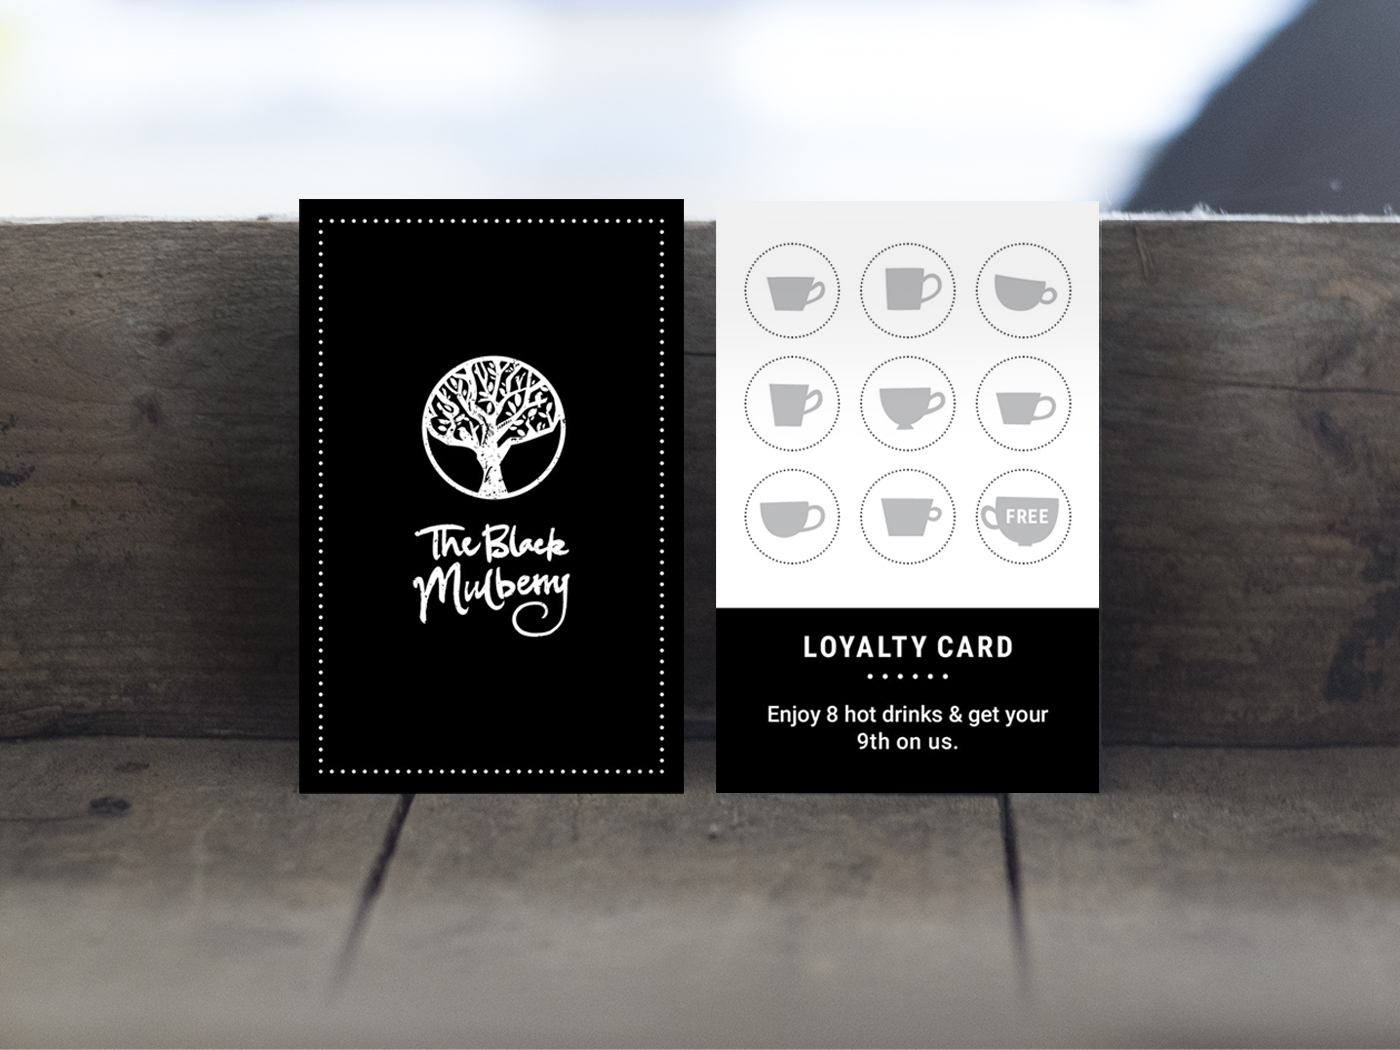 The Black
Mulberry
FREE
LOYALTY CARD
Enjoy 8 hot drinks & get your
9th on us.